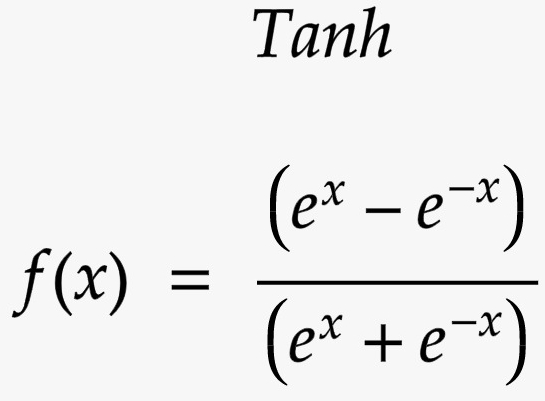 Tanh
f(x) = (e^x − e^{−x}) / (e^x + e^{−x})